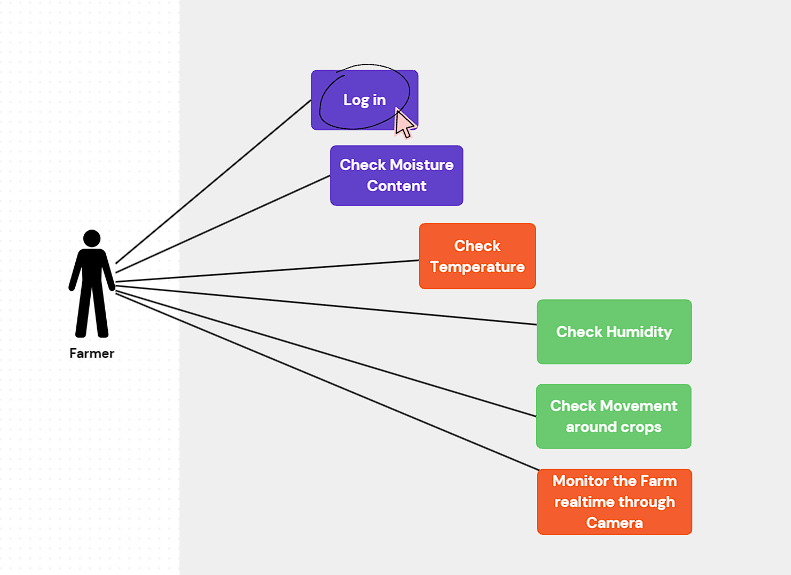 Log in
Check Moisture
Content
Check
Temperature
Check Humidity
Farmer
Check Movement
around crops
Monitor the Farm
realtime through
Camera